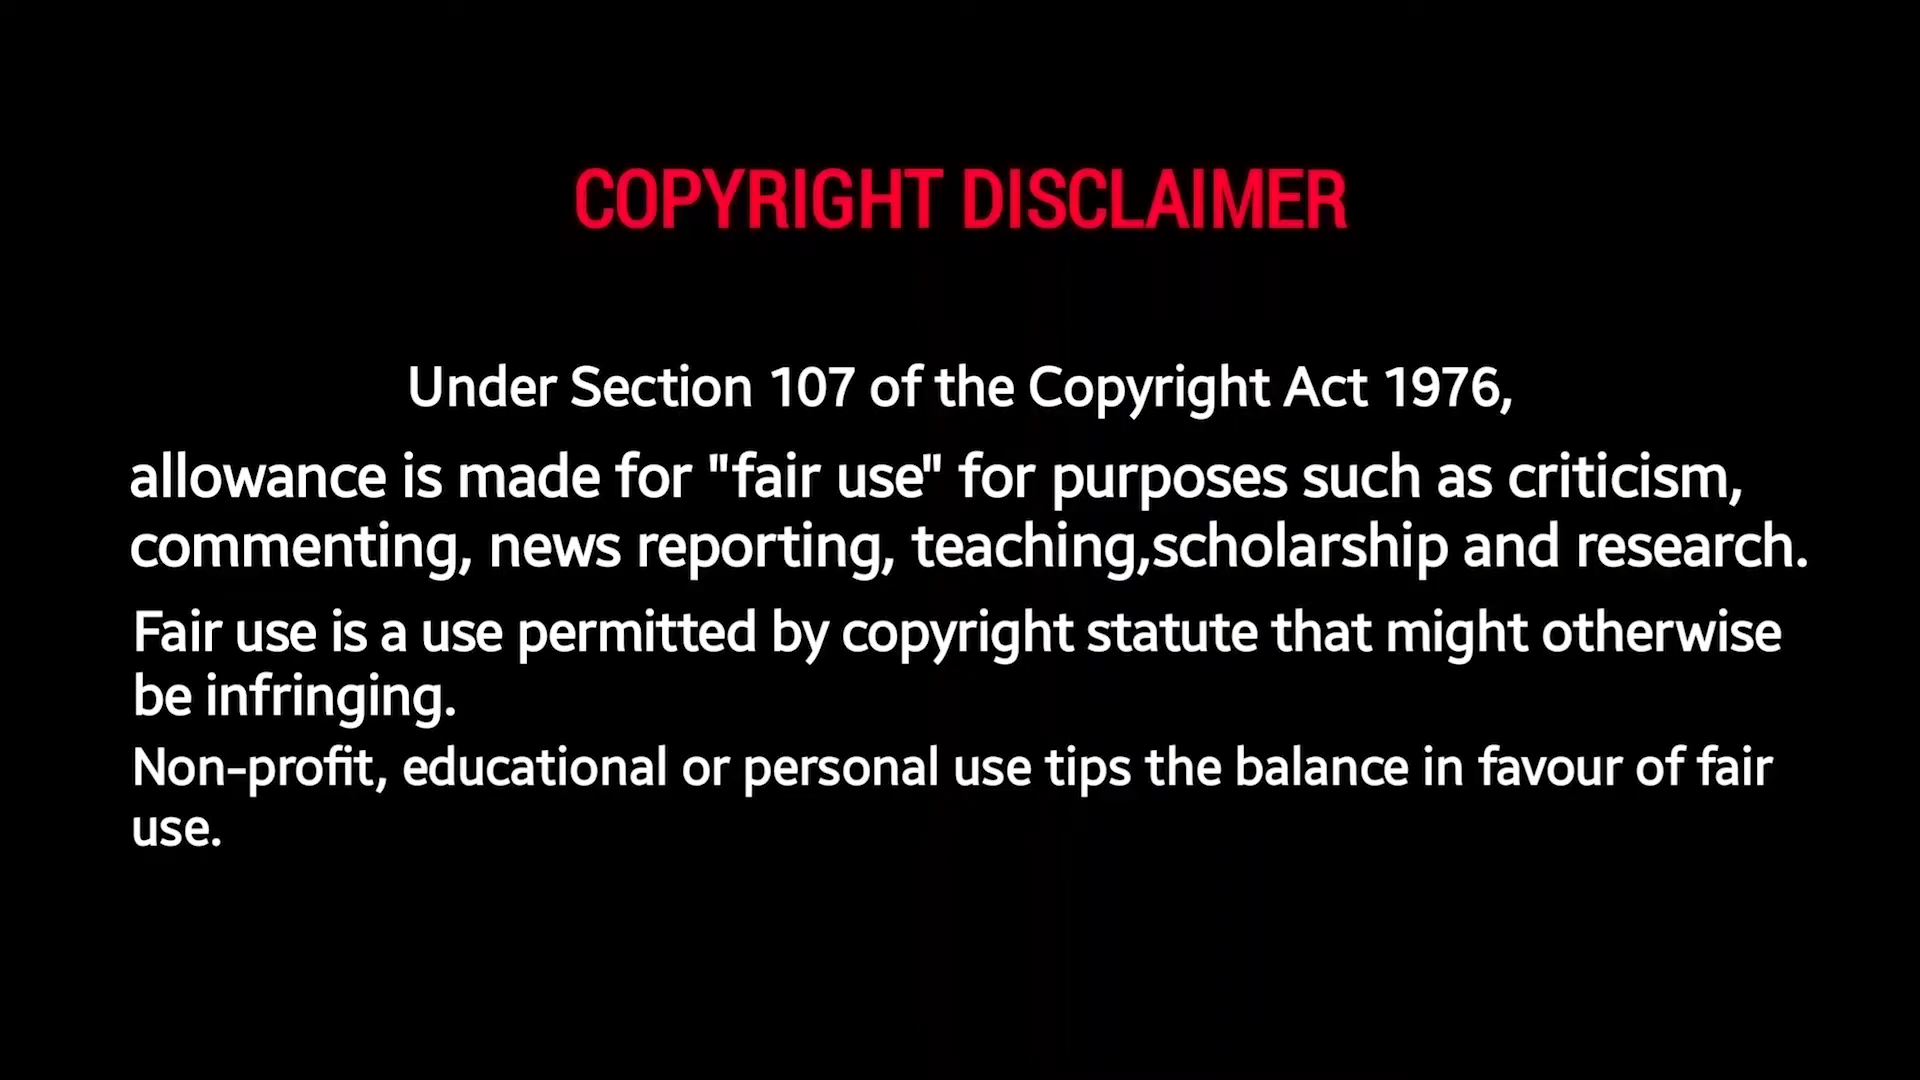 COPYRIGHT DISCLAIMER
Under Section 107 of the Copyright Act 1976,
allowance is made for "fair use" for purposes such as criticism,
commenting, news reporting, teaching,scholarship and research.
Fair use is a use permitted by copyright statute that might otherwise
be infringing.
Non-profit, educational or personal use tips the balance in favour of fair
use.